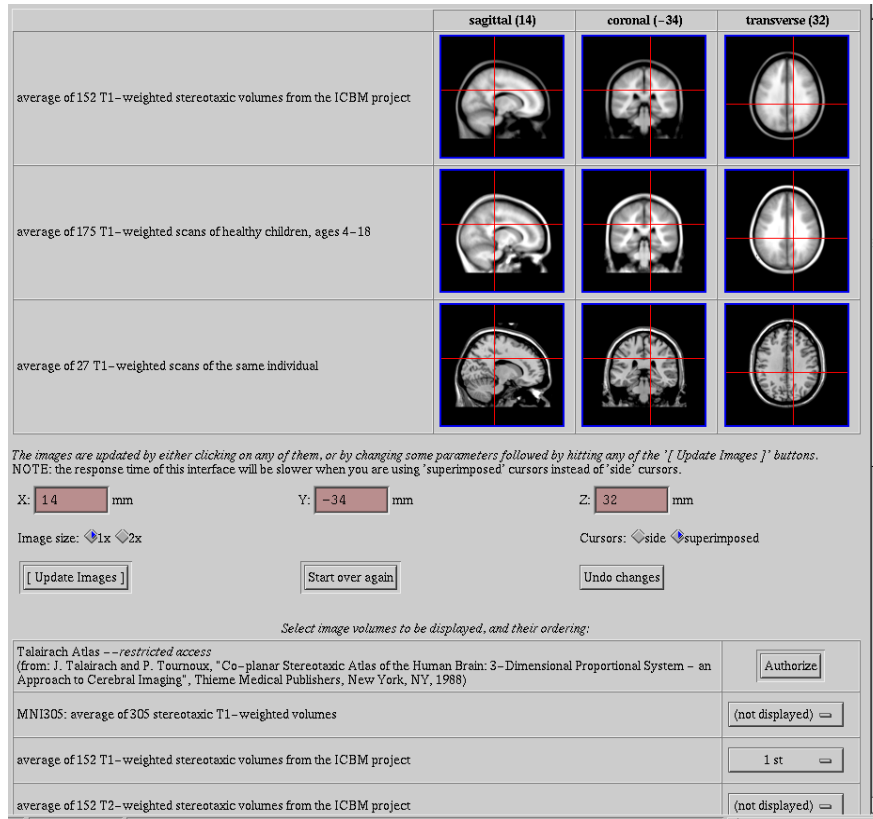 sagittal (14) coronal (−34) transverse (32)
average of 152 T1−weighted stereotaxic volumes from the ICBM project
average of 175 T1−weighted scans of healthy children, ages 4−18
average of 27 T1−weighted scans of the same individual
The images are updated by either clicking on any of them, or by changing some parameters followed by hitting any of the '[ Update Images ]' buttons.
NOTE: the response time of this interface will be slower when you are using 'superimposed' cursors instead of 'side' cursors.
X: 14 mm Y: −34 mm Z: 32 mm
Image size: 1x 2x Cursors: side superimposed
[ Update Images ] Start over again Undo changes
Select image volumes to be displayed, and their ordering:
Talairach Atlas −−restricted access
(from: J. Talairach and P. Tournoux, "Co−planar Stereotaxic Atlas of the Human Brain: 3−Dimensional Proportional System − an
Approach to Cerebral Imaging", Thieme Medical Publishers, New York, NY, 1988)
Authorize
MNI305: average of 305 stereotaxic T1−weighted volumes (not displayed)
average of 152 T1−weighted stereotaxic volumes from the ICBM project 1 st
average of 152 T2−weighted stereotaxic volumes from the ICBM project (not displayed)